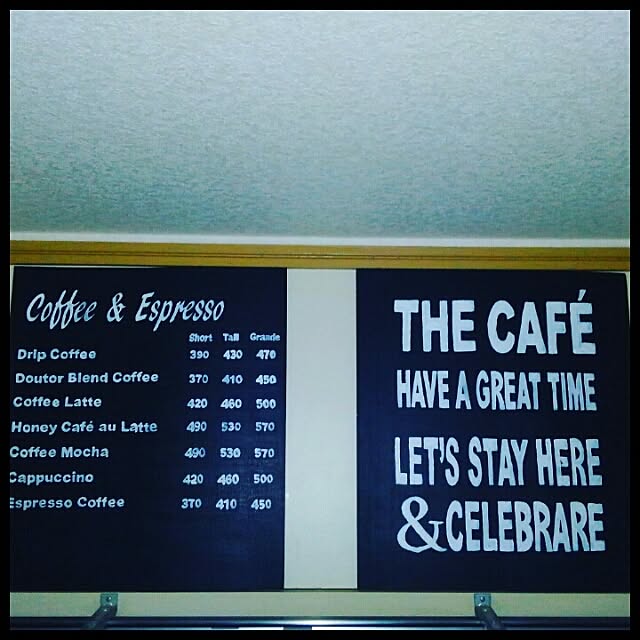 Coffee & Espresso
Short Tall Grande
Drip Coffee 390 430 470
Doutor Blend Coffee 370 410 450
Coffee Latte 420 460 500
Honey Café au Latte 490 530 570
Coffee Mocha 490 530 570
Cappuccino 420 460 500
Espresso Coffee 370 410 450
THE CAFÉ
HAVE A GREAT TIME
LET'S STAY HERE
& CELEBRARE